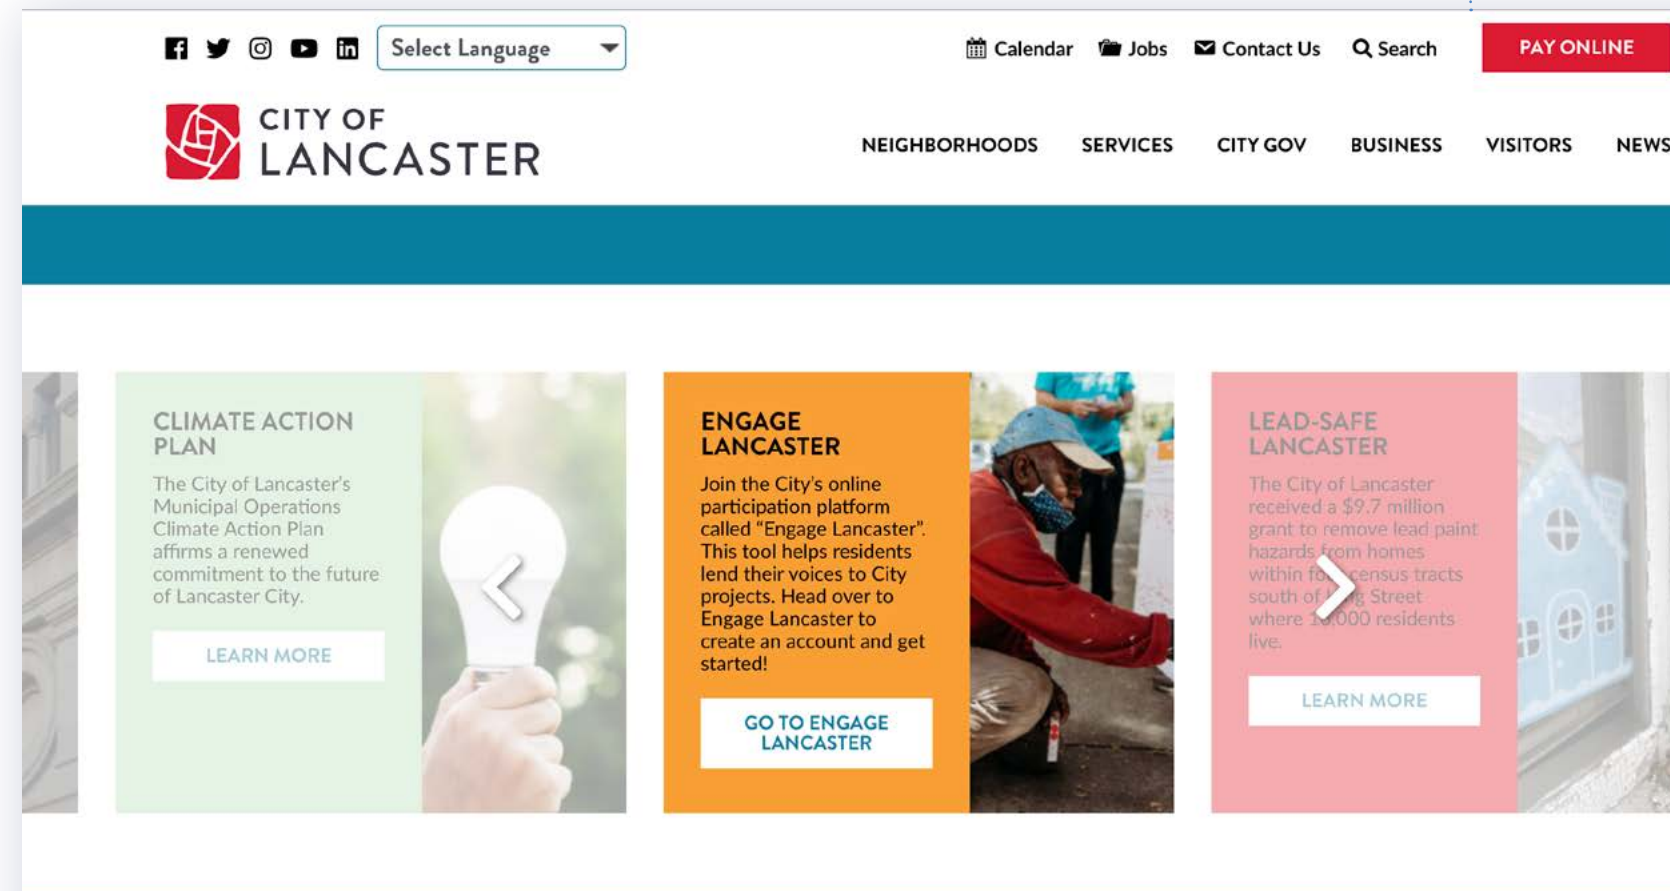 Select Language
Calendar
Jobs
Contact Us
Search
PAY ONLINE
CITY OF
LANCASTER
NEIGHBORHOODS
SERVICES
CITY GOV
BUSINESS
VISITORS
NEWS
CLIMATE ACTION
PLAN
The City of Lancaster's
Municipal Operations
Climate Action Plan
affirms a renewed
commitment to the future
of Lancaster City.
LEARN MORE
ENGAGE
LANCASTER
Join the City's online
participation platform
called “Engage Lancaster”.
This tool helps residents
lend their voices to City
projects. Head over to
Engage Lancaster to
create an account and get
started!
GO TO ENGAGE
LANCASTER
LEAD-SAFE
LANCASTER
The City of Lancaster
received a $9.7 million
grant to remove lead paint
hazards from homes
within census tracts
south of Street
where residents
live.
LEARN MORE